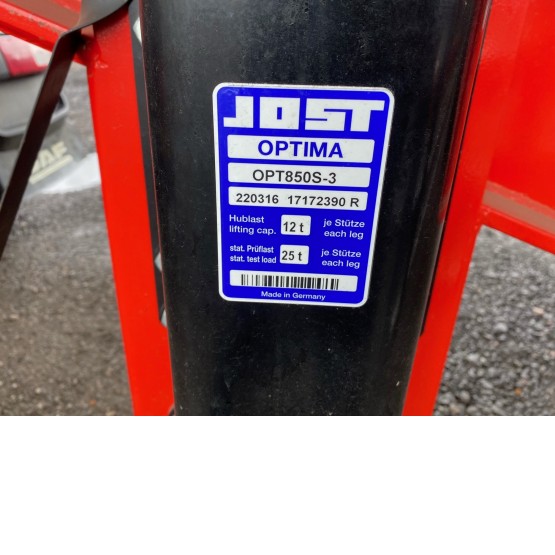 JOST
OPTIMA
OPT850S-3
220316 17172390 R
Hublast
lifting cap. 12 t je Stütze
each leg
stat. Prüflast
stat. test load 25 t je Stütze
each leg
Made in Germany